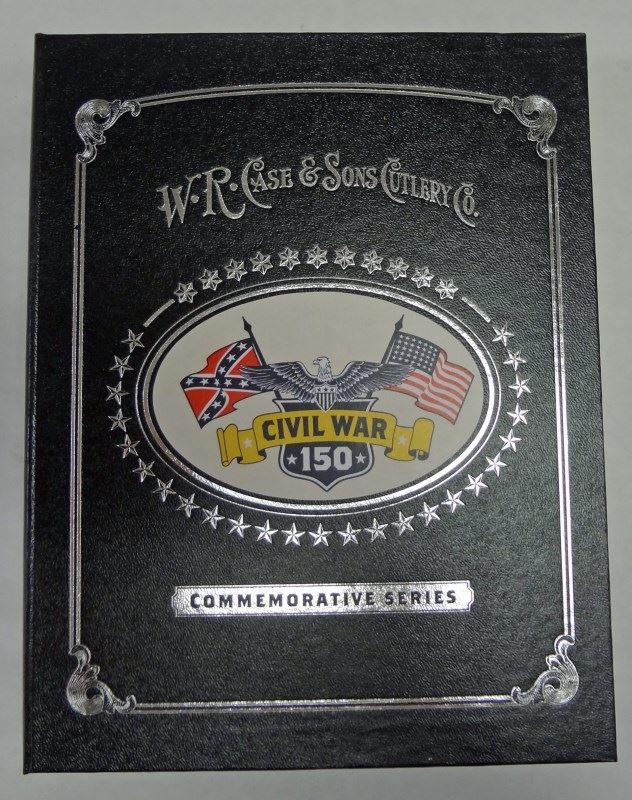 W.R. CASE & SONS CUTLERY CO.
CIVIL WAR
150
COMMEMORATIVE SERIES